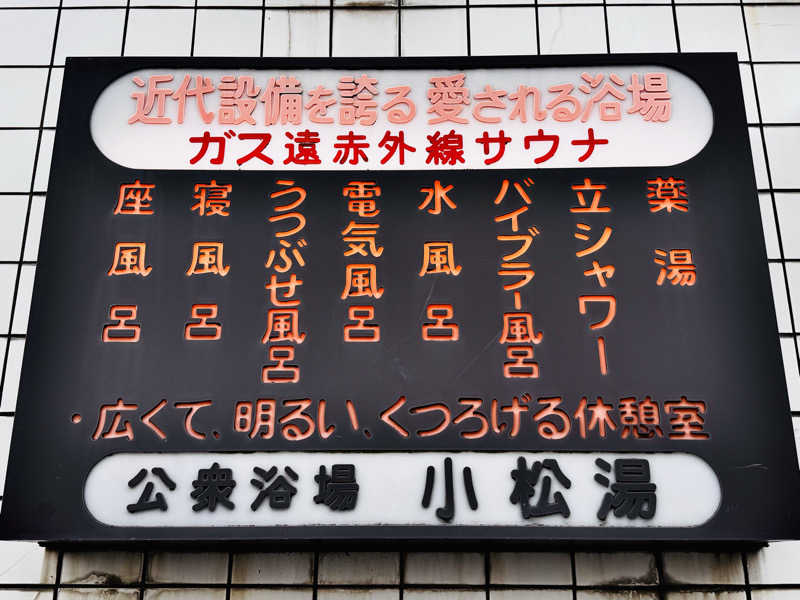 近代設備を誇る 愛される浴場
ガス遠赤外線サウナ
薬湯
立シャワー
バイブラー風呂
水風呂
電気風呂
うつぶせ風呂
寝風呂
座風呂
・広くて、明るい、くつろげる休憩室
公衆浴場 小松湯